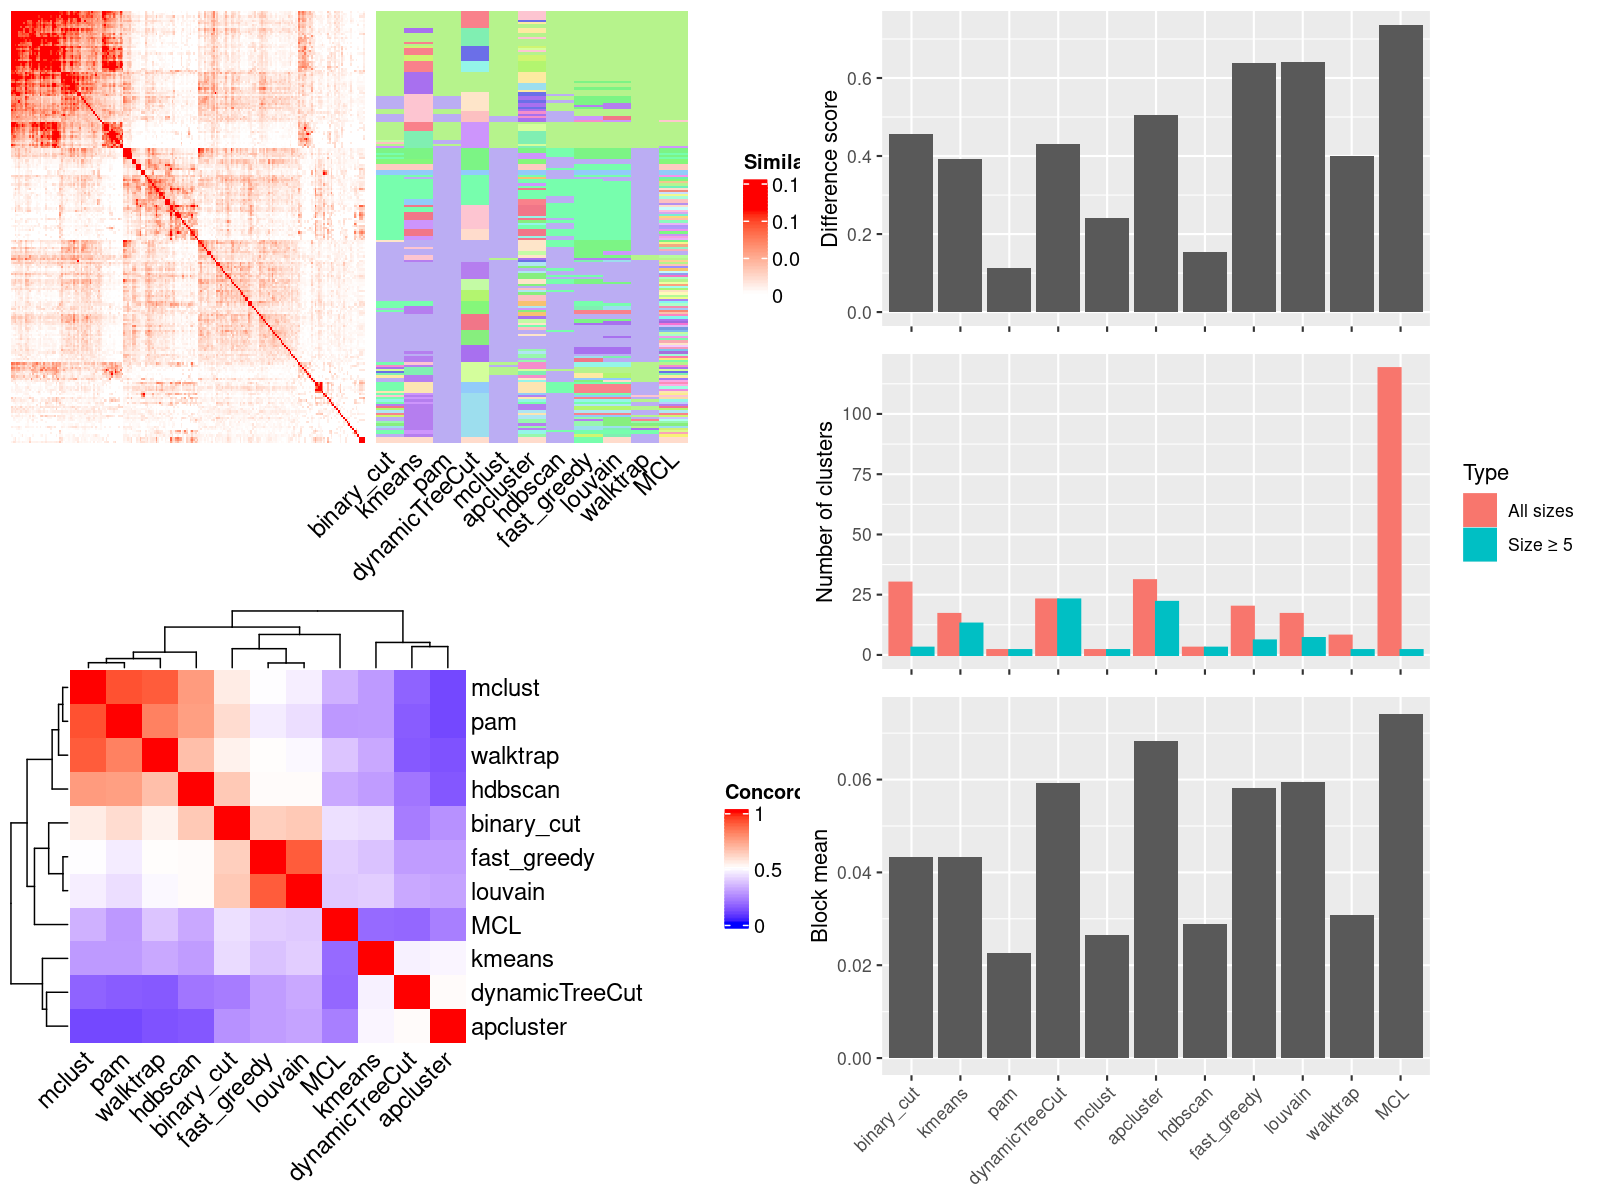 Simila
0.1
0.1
0.0
0
binary_cut
kmeans
pam
dynamicTreeCut
mclust
apcluster
hdbscan
fast_greedy
louvain
walktrap
MCL
mclust
pam
walktrap
hdbscan
binary_cut
fast_greedy
louvain
MCL
kmeans
dynamicTreeCut
apcluster
mclust
pam
walktrap
hdbscan
binary_cut
fast_greedy
louvain
MCL
kmeans
dynamicTreeCut
apcluster
Concord
1
0.5
0
Difference score
0.6
0.4
0.2
0.0
Number of clusters
100
75
50
25
0
Type
All sizes
Size ≥ 5
Block mean
0.06
0.04
0.02
0.00
binary_cut
kmeans
pam
dynamicTreeCut
mclust
apcluster
hdbscan
fast_greedy
louvain
walktrap
MCL